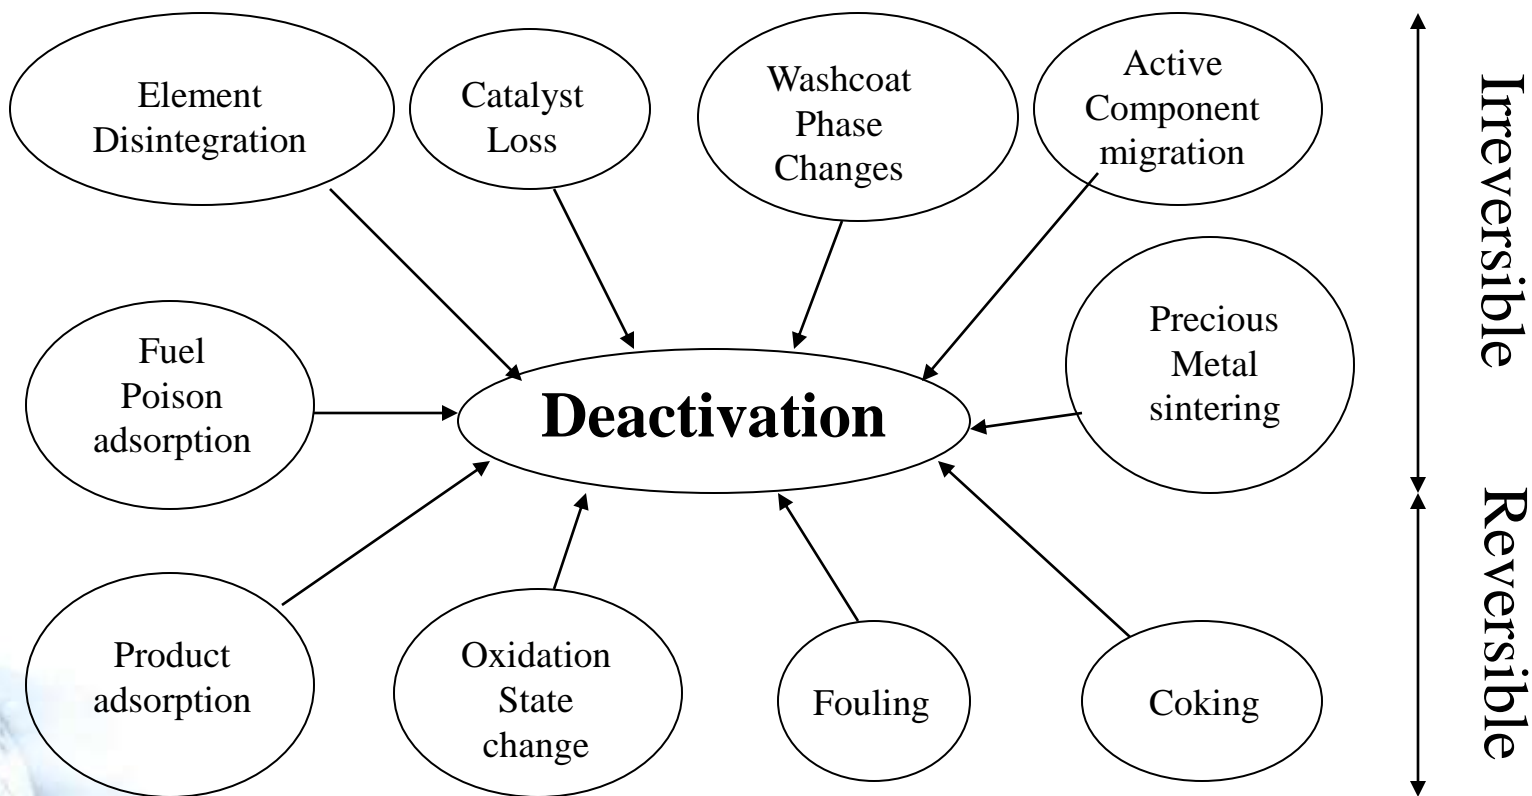 Element
Disintegration
Catalyst
Loss
Washcoat
Phase
Changes
Active
Component
migration
Irreversible
Fuel
Poison
adsorption
Deactivation
Precious
Metal
sintering
Reversible
Product
adsorption
Oxidation
State
change
Fouling
Coking